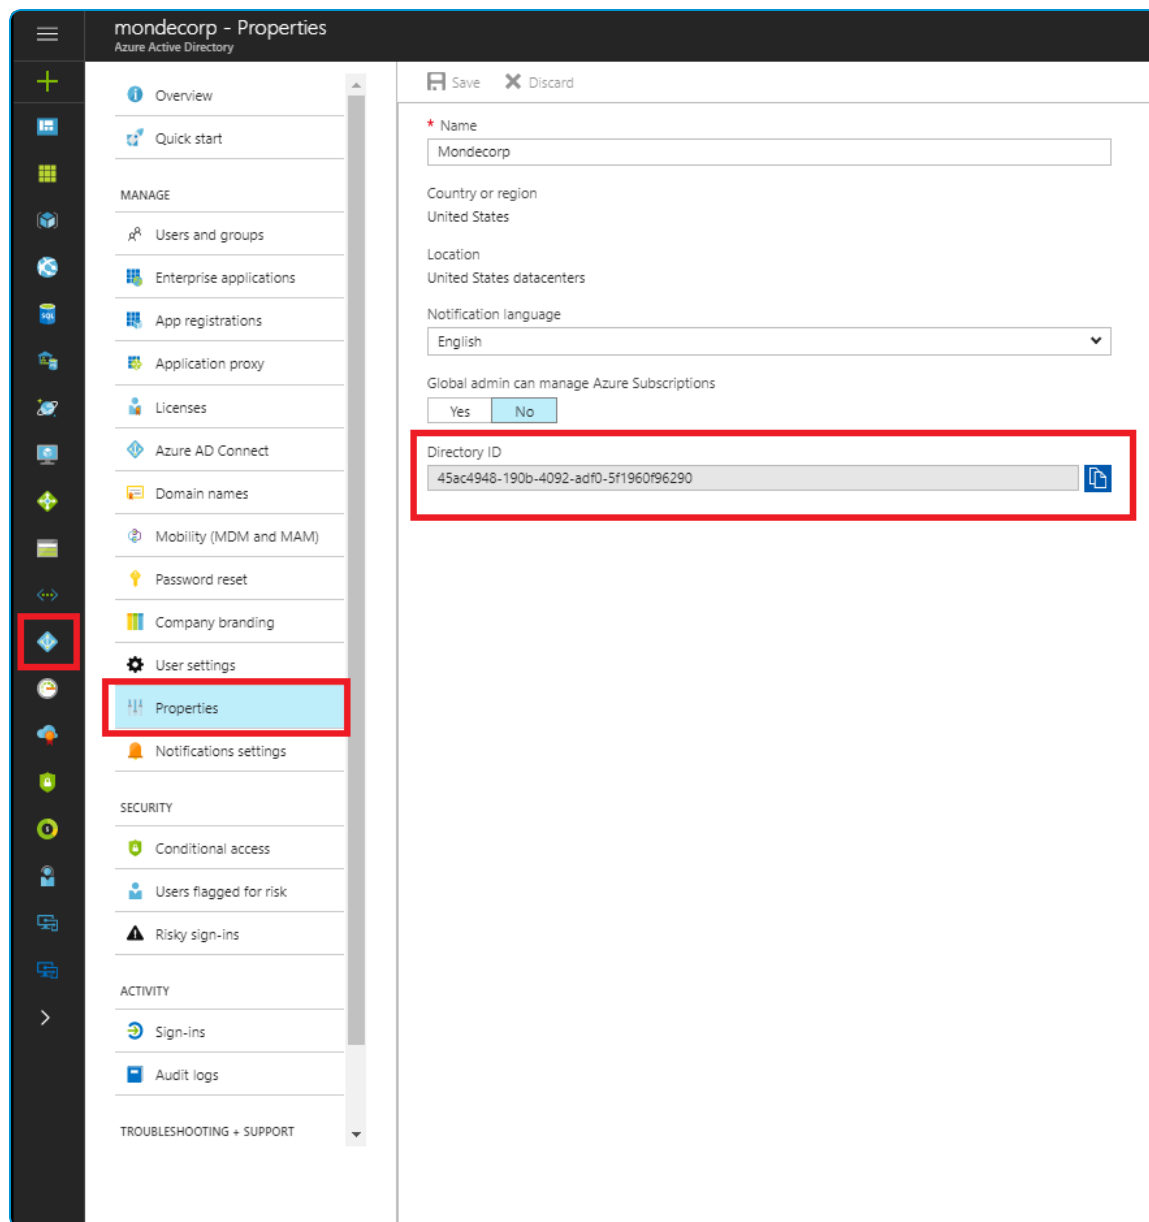 mondecorp - Properties
Azure Active Directory
Overview
Quick start
MANAGE
Users and groups
Enterprise applications
App registrations
Application proxy
Licenses
Azure AD Connect
Domain names
Mobility (MDM and MAM)
Password reset
Company branding
User settings
Properties
Notifications settings
SECURITY
Conditional access
Users flagged for risk
Risky sign-ins
ACTIVITY
Sign-ins
Audit logs
TROUBLESHOOTING + SUPPORT
Save Discard
* Name
Mondecorp
Country or region
United States
Location
United States datacenters
Notification language
English
Global admin can manage Azure Subscriptions
Yes No
Directory ID
45ac4948-190b-4092-adf0-5f1960f96290